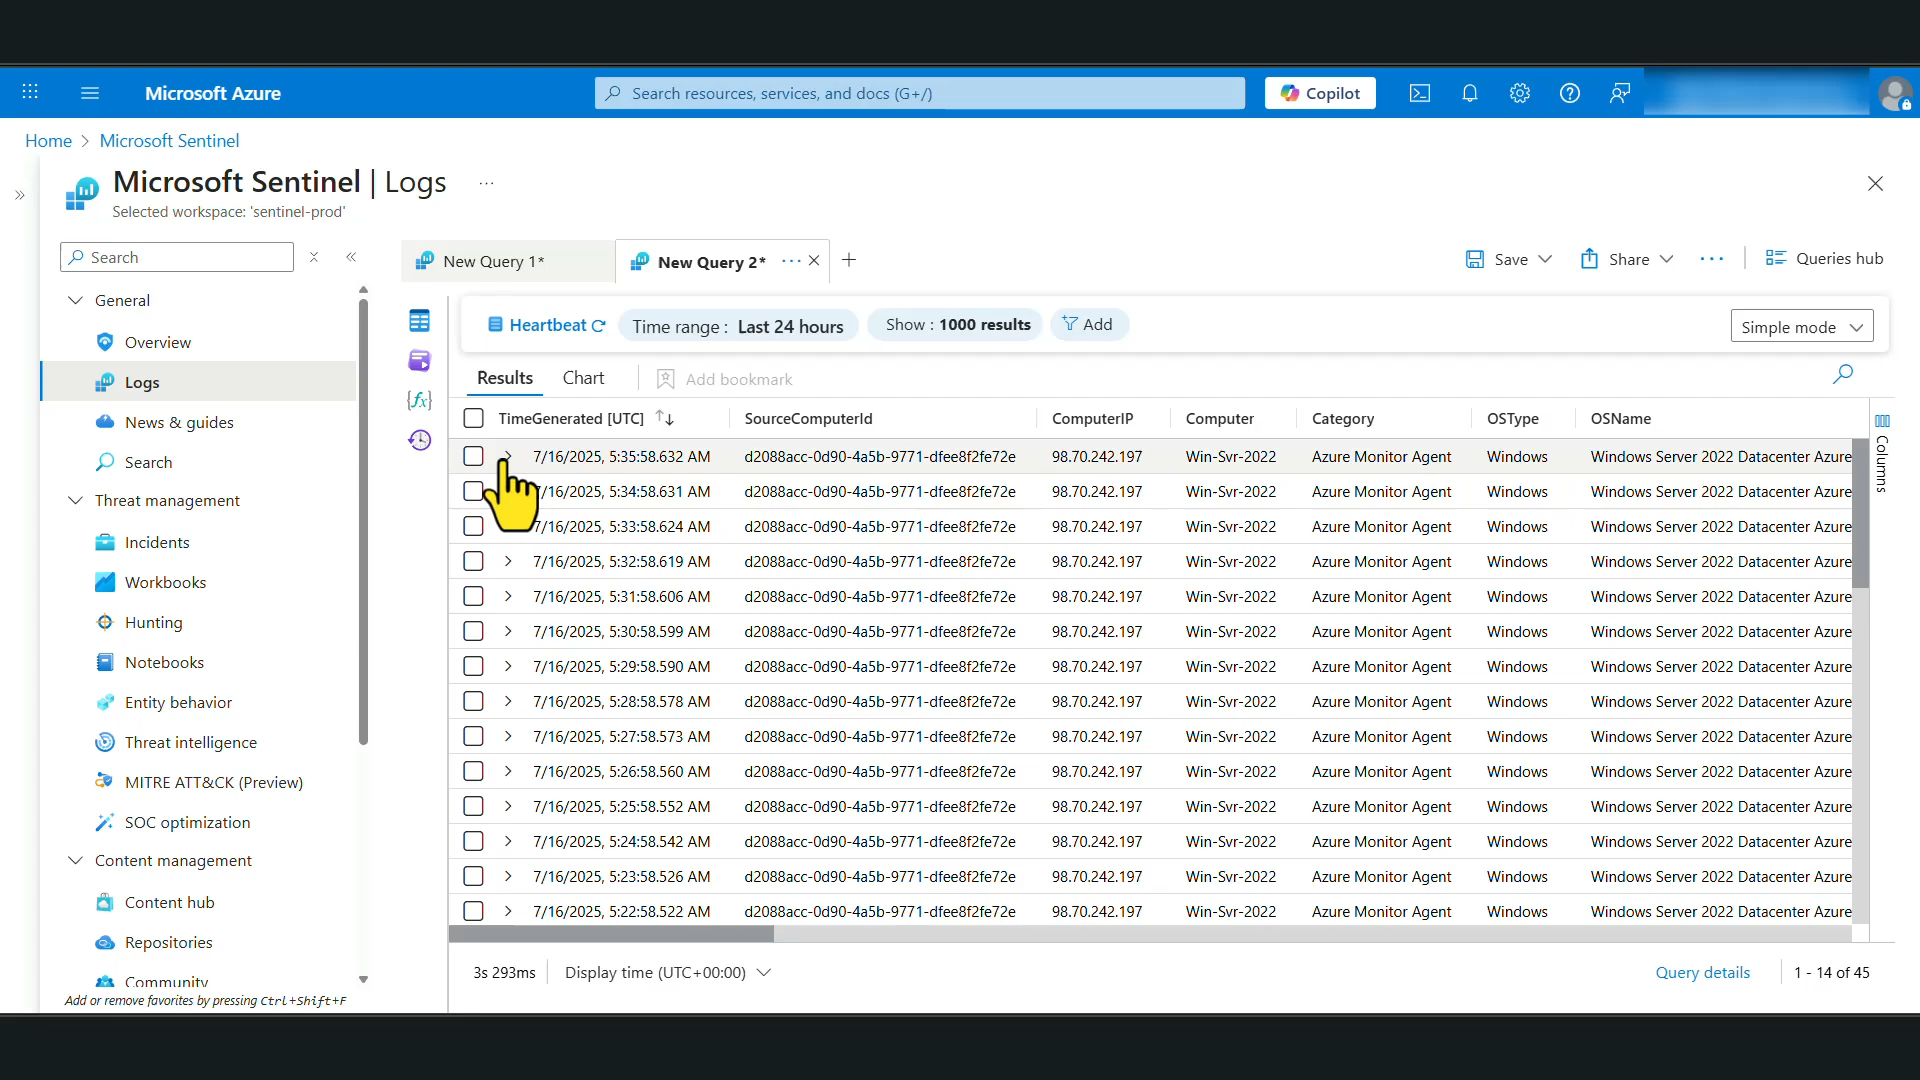 Microsoft Azure
Search resources, services, and docs (G+/)
Copilot
Home > Microsoft Sentinel
Microsoft Sentinel | Logs ...
Selected workspace: 'sentinel-prod'
Search
New Query 1*
New Query 2* ...
Save
Share
...
Queries hub
General
Overview
Logs
News & guides
Search
Threat management
Incidents
Workbooks
Hunting
Notebooks
Entity behavior
Threat intelligence
MITRE ATT&CK (Preview)
SOC optimization
Content management
Content hub
Repositories
Community
Add or remove favorites by pressing Ctrl+Shift+F
Heartbeat
Time range : Last 24 hours
Show : 1000 results
Add
Simple mode
{fx}
Results Chart Add bookmark
TimeGenerated [UTC] SourceComputerId ComputerIP Computer Category OSType OSName
7/16/2025, 5:35:58.632 AM d2088acc-0d90-4a5b-9771-dfee8f2fe72e 98.70.242.197 Win-Svr-2022 Azure Monitor Agent Windows Windows Server 2022 Datacenter Azure
/16/2025, 5:34:58.631 AM d2088acc-0d90-4a5b-9771-dfee8f2fe72e 98.70.242.197 Win-Svr-2022 Azure Monitor Agent Windows Windows Server 2022 Datacenter Azure
7/16/2025, 5:33:58.624 AM d2088acc-0d90-4a5b-9771-dfee8f2fe72e 98.70.242.197 Win-Svr-2022 Azure Monitor Agent Windows Windows Server 2022 Datacenter Azure
7/16/2025, 5:32:58.619 AM d2088acc-0d90-4a5b-9771-dfee8f2fe72e 98.70.242.197 Win-Svr-2022 Azure Monitor Agent Windows Windows Server 2022 Datacenter Azure
7/16/2025, 5:31:58.606 AM d2088acc-0d90-4a5b-9771-dfee8f2fe72e 98.70.242.197 Win-Svr-2022 Azure Monitor Agent Windows Windows Server 2022 Datacenter Azure
7/16/2025, 5:30:58.599 AM d2088acc-0d90-4a5b-9771-dfee8f2fe72e 98.70.242.197 Win-Svr-2022 Azure Monitor Agent Windows Windows Server 2022 Datacenter Azure
7/16/2025, 5:29:58.590 AM d2088acc-0d90-4a5b-9771-dfee8f2fe72e 98.70.242.197 Win-Svr-2022 Azure Monitor Agent Windows Windows Server 2022 Datacenter Azure
7/16/2025, 5:28:58.578 AM d2088acc-0d90-4a5b-9771-dfee8f2fe72e 98.70.242.197 Win-Svr-2022 Azure Monitor Agent Windows Windows Server 2022 Datacenter Azure
7/16/2025, 5:27:58.573 AM d2088acc-0d90-4a5b-9771-dfee8f2fe72e 98.70.242.197 Win-Svr-2022 Azure Monitor Agent Windows Windows Server 2022 Datacenter Azure
7/16/2025, 5:26:58.560 AM d2088acc-0d90-4a5b-9771-dfee8f2fe72e 98.70.242.197 Win-Svr-2022 Azure Monitor Agent Windows Windows Server 2022 Datacenter Azure
7/16/2025, 5:25:58.552 AM d2088acc-0d90-4a5b-9771-dfee8f2fe72e 98.70.242.197 Win-Svr-2022 Azure Monitor Agent Windows Windows Server 2022 Datacenter Azure
7/16/2025, 5:24:58.542 AM d2088acc-0d90-4a5b-9771-dfee8f2fe72e 98.70.242.197 Win-Svr-2022 Azure Monitor Agent Windows Windows Server 2022 Datacenter Azure
7/16/2025, 5:23:58.526 AM d2088acc-0d90-4a5b-9771-dfee8f2fe72e 98.70.242.197 Win-Svr-2022 Azure Monitor Agent Windows Windows Server 2022 Datacenter Azure
7/16/2025, 5:22:58.522 AM d2088acc-0d90-4a5b-9771-dfee8f2fe72e 98.70.242.197 Win-Svr-2022 Azure Monitor Agent Windows Windows Server 2022 Datacenter Azure
Columns
3s 293ms
Display time (UTC+00:00)
Query details
1 - 14 of 45